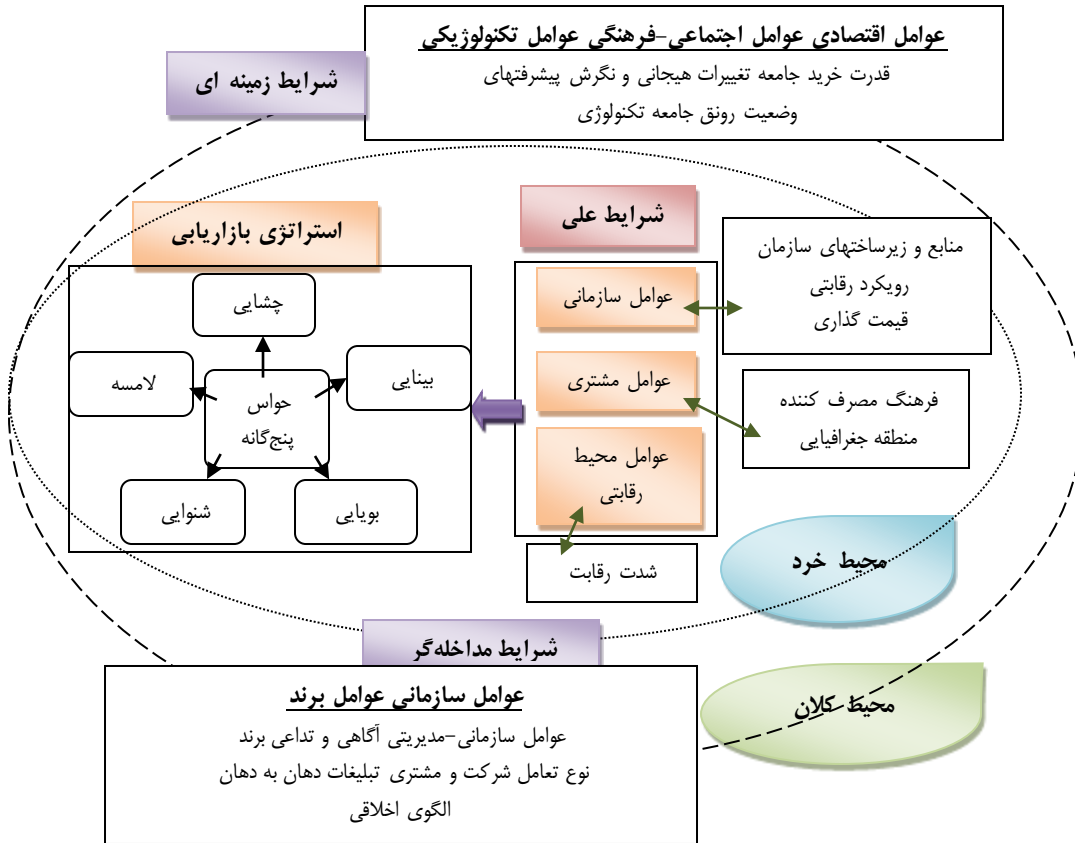 عوامل اقتصادی عوامل اجتماعی-فرهنگی عوامل تکنولوژیکی
قدرت خرید جامعه تغییرات هیجانی و نگرش پیشرفتهای
وضعیت رونق جامعه تکنولوژی
شرایط زمینه ای
شرایط علی
استراتژی بازاریابی
منابع و زیرساختهای سازمان
رویکرد رقابتی
قیمت گذاری
عوامل سازمانی
عوامل مشتری
عوامل محیط
رقابتی
فرهنگ مصرف کننده
منطقه جغرافیایی
شدت رقابت
چشایی
بینایی
لامسه
حواس
پنج‌گانه
شنوایی
بویایی
محیط خرد
محیط کلان
شرایط مداخله‌گر
عوامل سازمانی عوامل برند
عوامل سازمانی-مدیریتی آگاهی و تداعی برند
نوع تعامل شرکت و مشتری تبلیغات دهان به دهان
الگوی اخلاقی